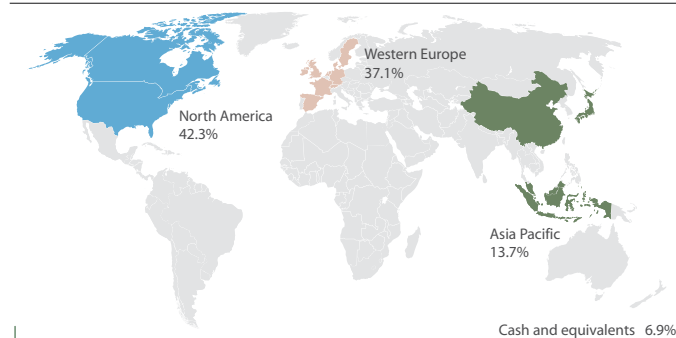 Western Europe
37.1%
North America
42.3%
Asia Pacific
13.7%
Cash and equivalents 6.9%